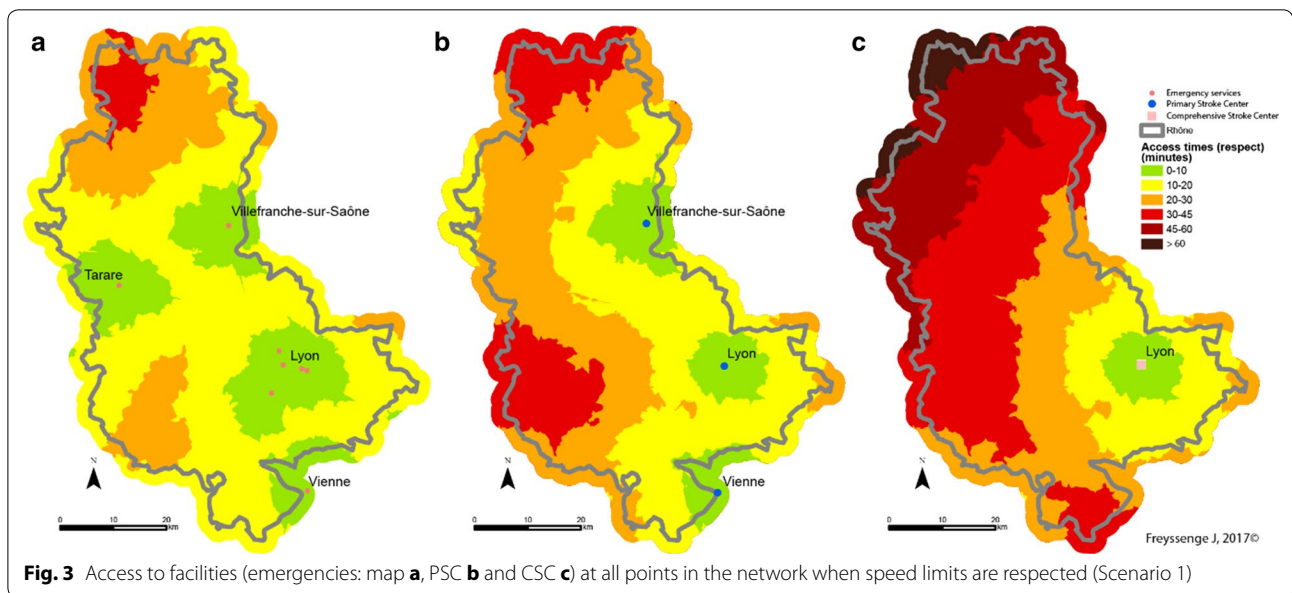 a
Villefranche-sur-Saône
Tarare
Lyon
Vienne
N
0 10 20
km
b
Villefranche-sur-Saône
Lyon
Vienne
N
0 10 20
km
c
Emergency services
Primary Stroke Center
Comprehensive Stroke Center
Rhône
Access times (respect)
(minutes)
0-10
10-20
20-30
30-45
45-60
> 60
Lyon
N
0 10 20
km
Freyssenge J, 2017©
Fig. 3 Access to facilities (emergencies: map a, PSC b and CSC c) at all points in the network when speed limits are respected (Scenario 1)